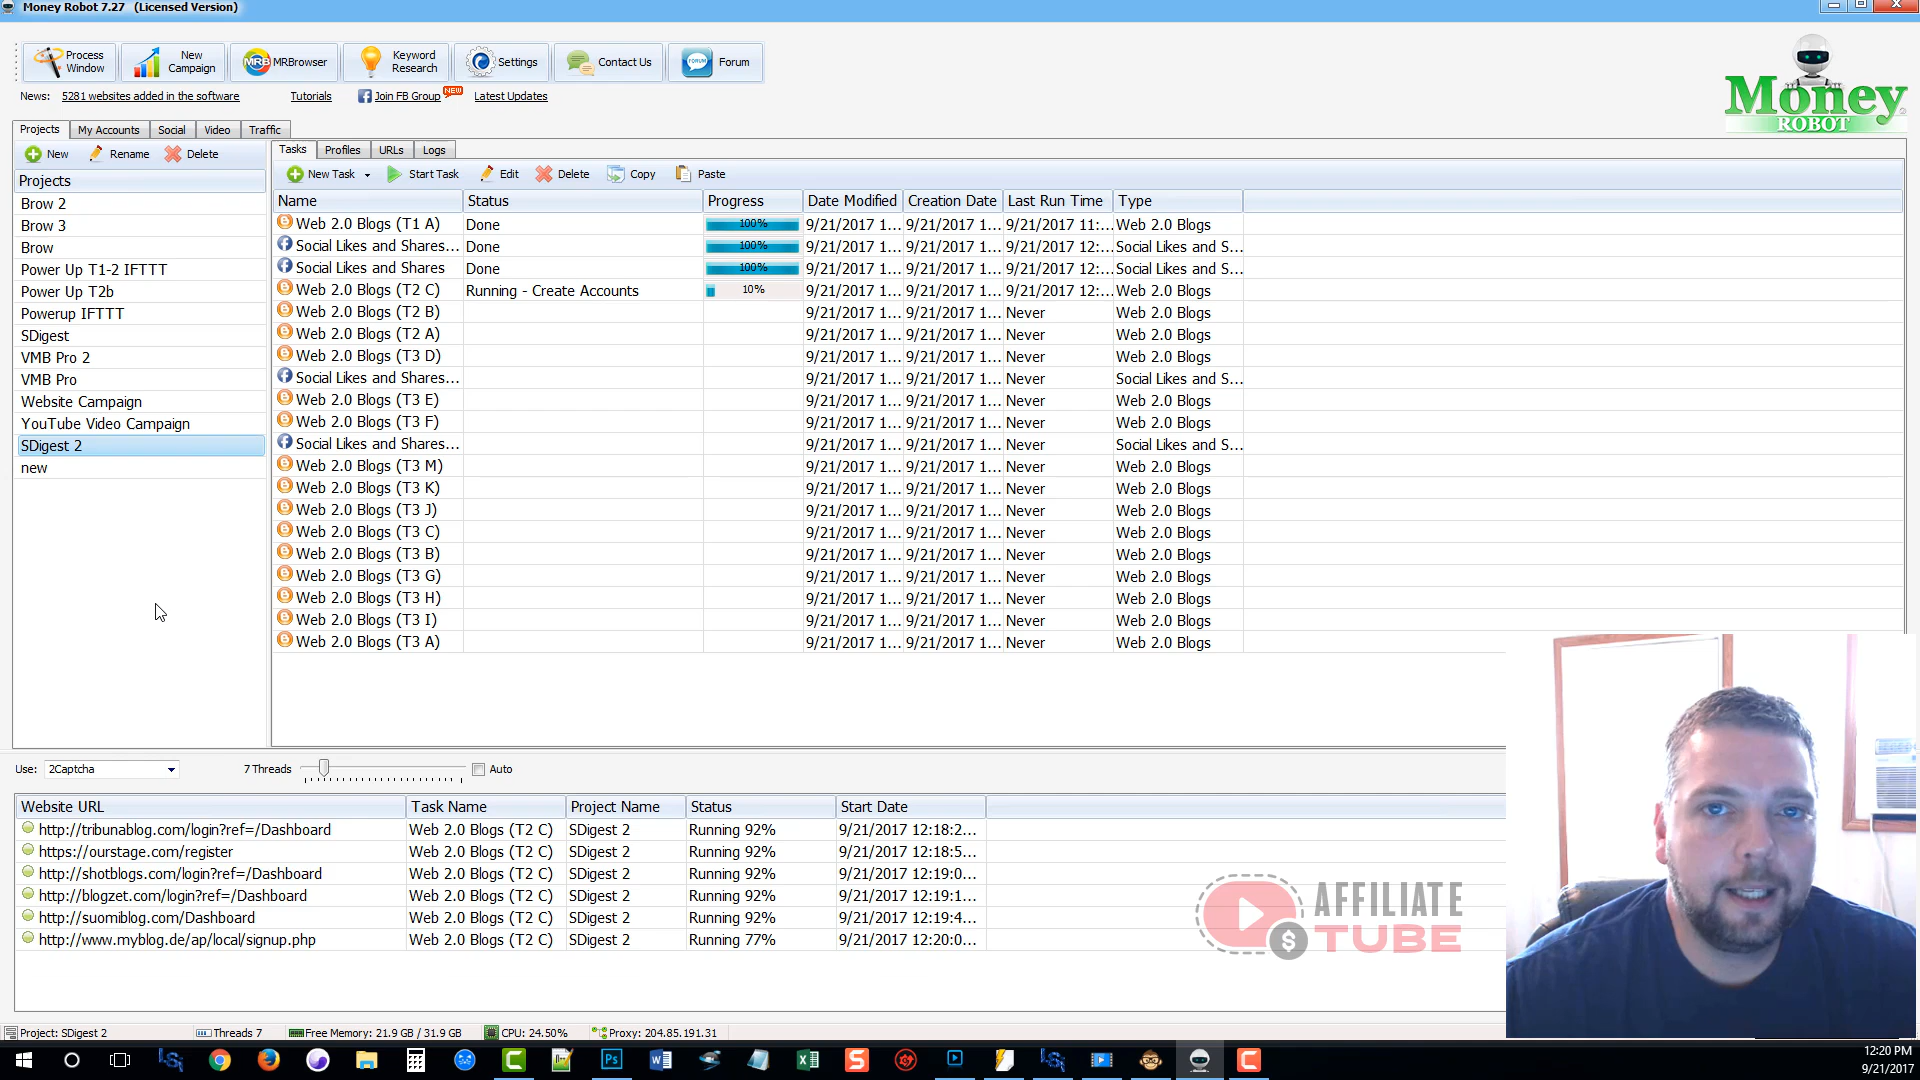 Money Robot 7.27 (Licensed Version)
Process Window
New Campaign
MRB MRBrowser
Keyword Research
Settings
Contact Us
FORUM Forum
News: 5281 websites added in the software Tutorials Join FB Group NEW Latest Updates
Money ROBOT
Projects My Accounts Social Video Traffic
New Rename Delete
Tasks Profiles URLs Logs
New Task Start Task Edit Delete Copy Paste
Projects
Brow 2
Brow 3
Brow
Power Up T1-2 IFTTT
Power Up T2b
Powerup IFTTT
SDigest
VMB Pro 2
VMB Pro
Website Campaign
YouTube Video Campaign
SDigest 2
new
Name Status Progress Date Modified Creation Date Last Run Time Type
Web 2.0 Blogs (T1 A) Done 100% 9/21/2017 1... 9/21/2017 1... 9/21/2017 11:... Web 2.0 Blogs
Social Likes and Shares... Done 100% 9/21/2017 1... 9/21/2017 1... 9/21/2017 12:... Social Likes and S...
Social Likes and Shares Done 100% 9/21/2017 1... 9/21/2017 1... 9/21/2017 12:... Social Likes and S...
Web 2.0 Blogs (T2 C) Running - Create Accounts 10% 9/21/2017 1... 9/21/2017 1... 9/21/2017 12:... Web 2.0 Blogs
Web 2.0 Blogs (T2 B) 9/21/2017 1... 9/21/2017 1... Never Web 2.0 Blogs
Web 2.0 Blogs (T2 A) 9/21/2017 1... 9/21/2017 1... Never Web 2.0 Blogs
Web 2.0 Blogs (T3 D) 9/21/2017 1... 9/21/2017 1... Never Web 2.0 Blogs
Social Likes and Shares... 9/21/2017 1... 9/21/2017 1... Never Social Likes and S...
Web 2.0 Blogs (T3 E) 9/21/2017 1... 9/21/2017 1... Never Web 2.0 Blogs
Web 2.0 Blogs (T3 F) 9/21/2017 1... 9/21/2017 1... Never Web 2.0 Blogs
Social Likes and Shares... 9/21/2017 1... 9/21/2017 1... Never Social Likes and S...
Web 2.0 Blogs (T3 M) 9/21/2017 1... 9/21/2017 1... Never Web 2.0 Blogs
Web 2.0 Blogs (T3 K) 9/21/2017 1... 9/21/2017 1... Never Web 2.0 Blogs
Web 2.0 Blogs (T3 J) 9/21/2017 1... 9/21/2017 1... Never Web 2.0 Blogs
Web 2.0 Blogs (T3 C) 9/21/2017 1... 9/21/2017 1... Never Web 2.0 Blogs
Web 2.0 Blogs (T3 B) 9/21/2017 1... 9/21/2017 1... Never Web 2.0 Blogs
Web 2.0 Blogs (T3 G) 9/21/2017 1... 9/21/2017 1... Never Web 2.0 Blogs
Web 2.0 Blogs (T3 H) 9/21/2017 1... 9/21/2017 1... Never Web 2.0 Blogs
Web 2.0 Blogs (T3 I) 9/21/2017 1... 9/21/2017 1... Never Web 2.0 Blogs
Web 2.0 Blogs (T3 A) 9/21/2017 1... 9/21/2017 1... Never Web 2.0 Blogs
Use: 2Captcha 7 Threads Auto
Website URL Task Name Project Name Status Start Date
http://tribunablog.com/login?ref=/Dashboard Web 2.0 Blogs (T2 C) SDigest 2 Running 92% 9/21/2017 12:18:2...
https://ourstage.com/register Web 2.0 Blogs (T2 C) SDigest 2 Running 92% 9/21/2017 12:18:5...
http://shotblogs.com/login?ref=/Dashboard Web 2.0 Blogs (T2 C) SDigest 2 Running 92% 9/21/2017 12:19:0...
http://blogzet.com/login?ref=/Dashboard Web 2.0 Blogs (T2 C) SDigest 2 Running 92% 9/21/2017 12:19:1...
http://suomiblog.com/Dashboard Web 2.0 Blogs (T2 C) SDigest 2 Running 92% 9/21/2017 12:19:4...
http://www.myblog.de/ap/local/signup.php Web 2.0 Blogs (T2 C) SDigest 2 Running 77% 9/21/2017 12:20:0...
AFFILIATE
TUBE
Project: SDigest 2 Threads 7 Free Memory: 21.9 GB / 31.9 GB CPU: 24.50% Proxy: 204.85.191.31
12:20 PM
9/21/2017